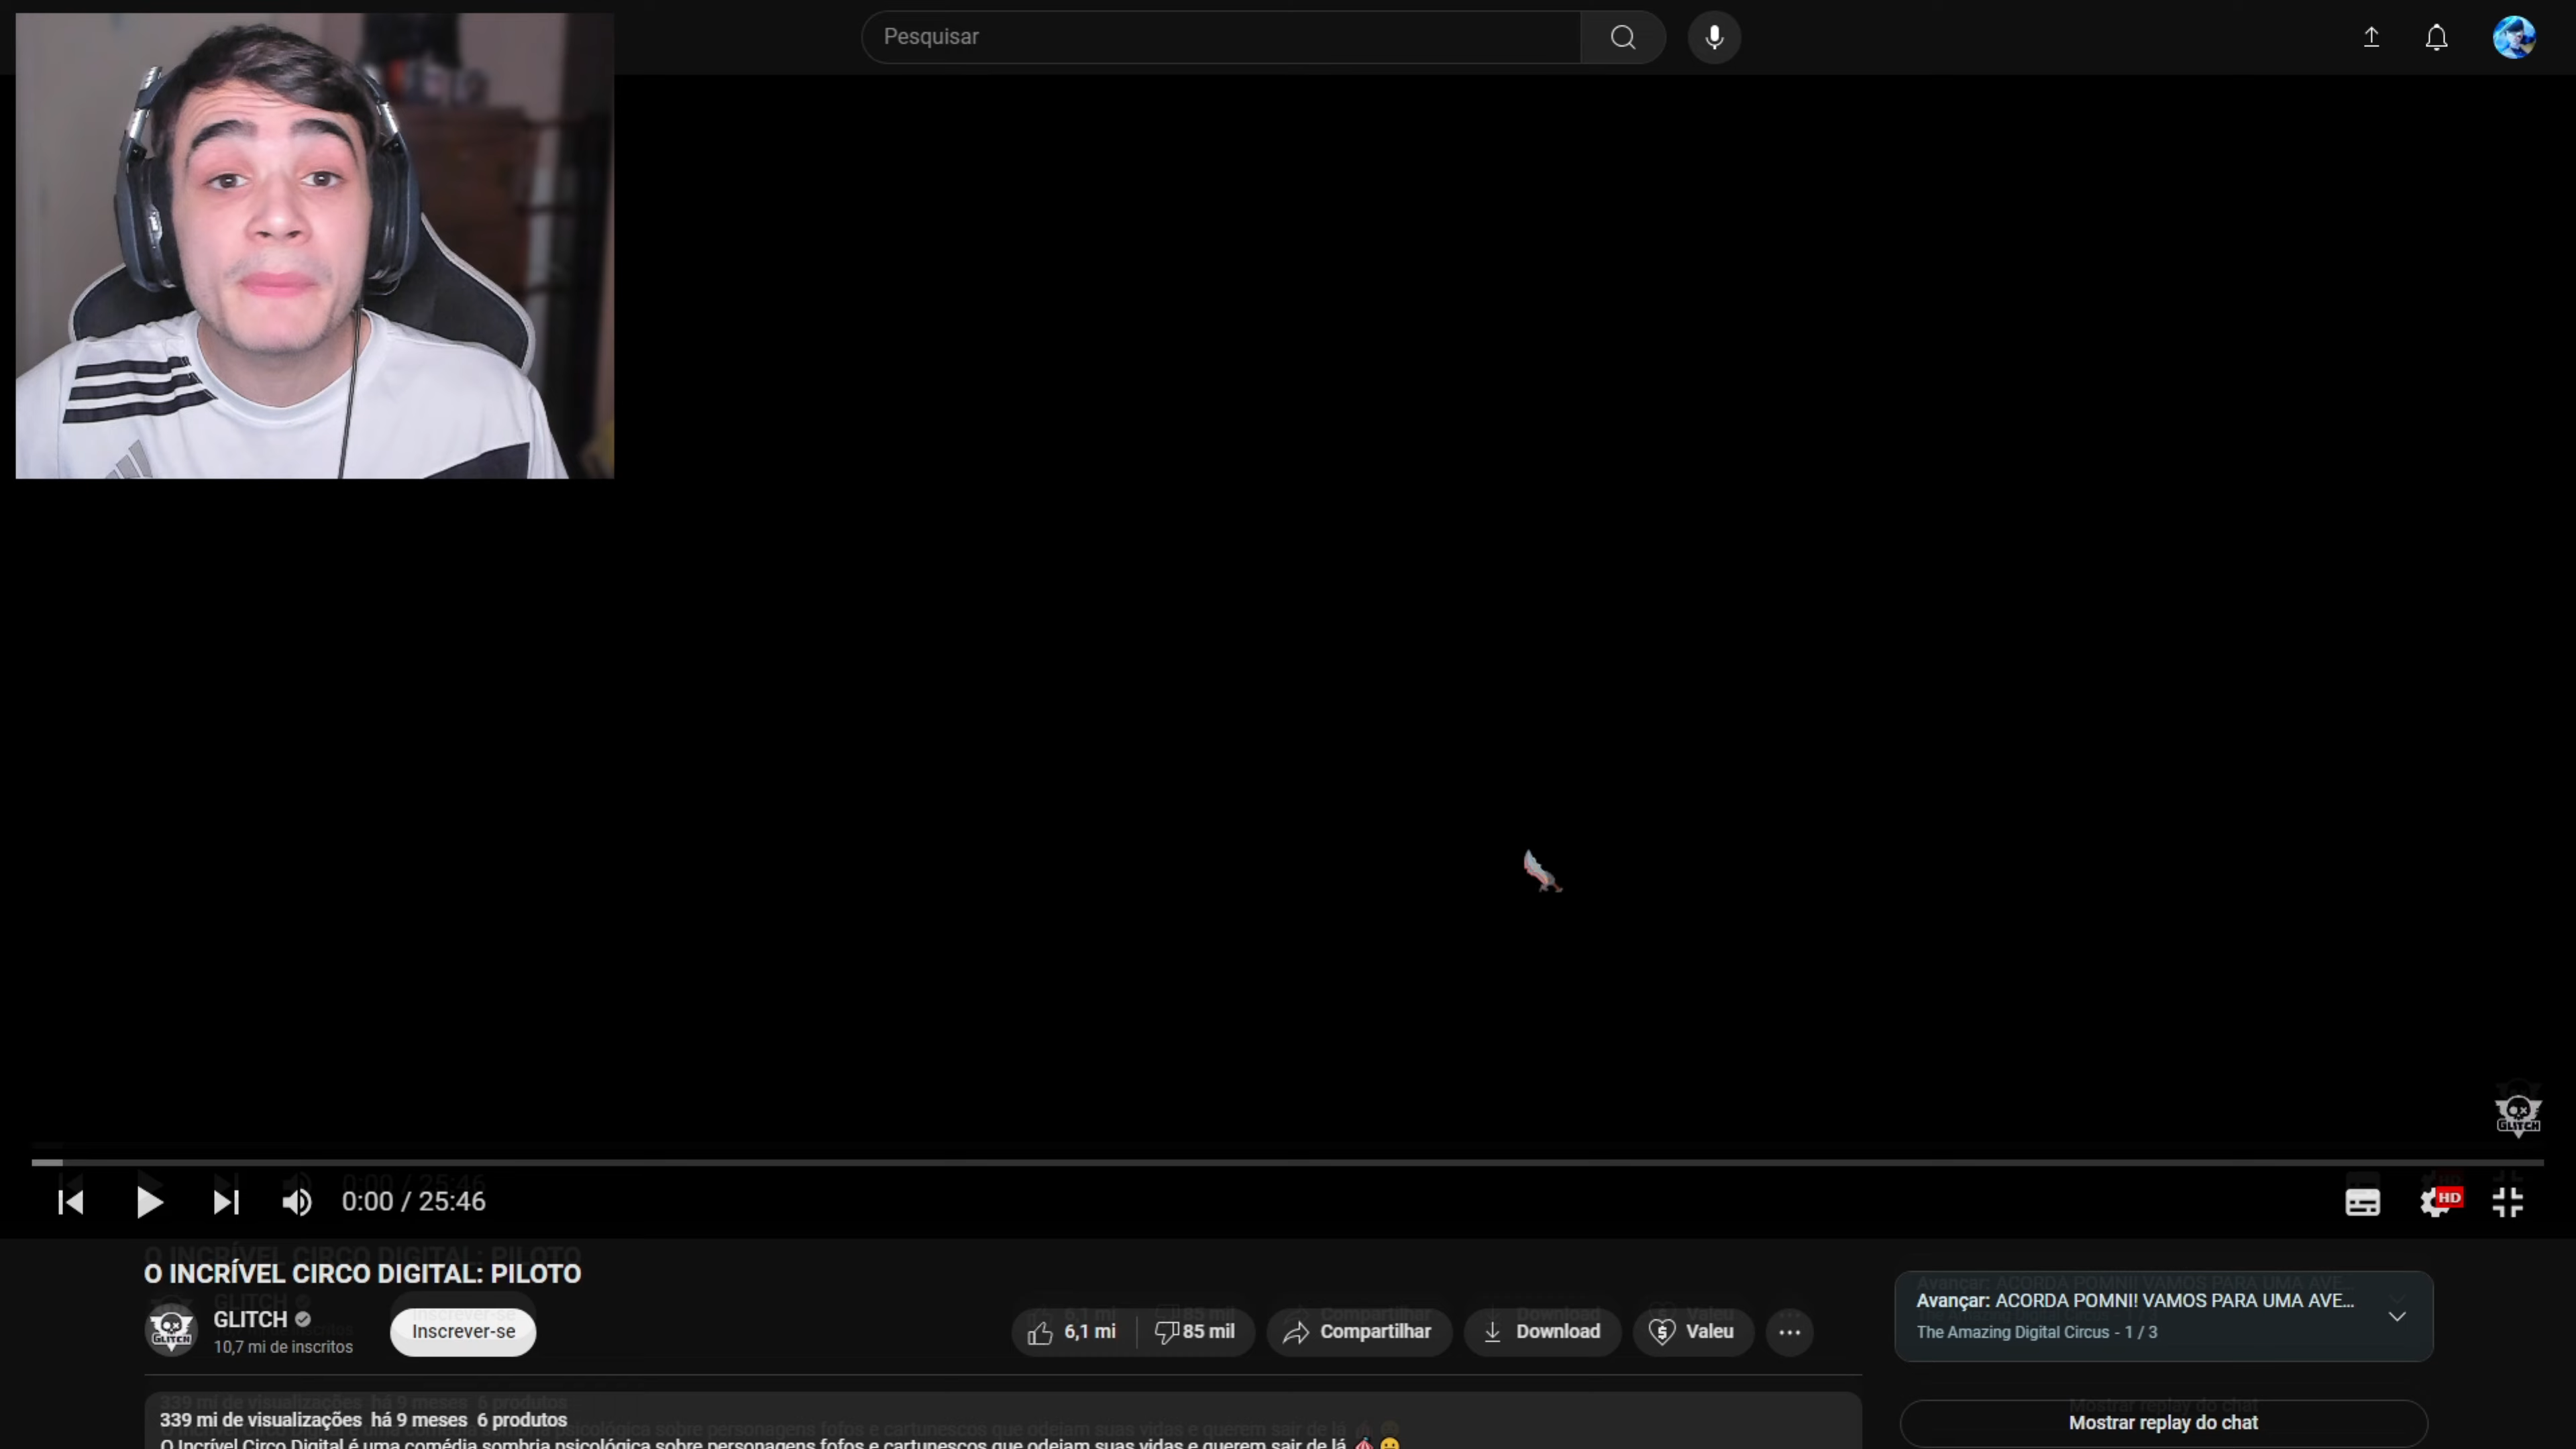 Pesquisar
GLITCH
0:00 / 25:46
HD
O INCRÍVEL CIRCO DIGITAL: PILOTO
GLITCH
GLITCH
10,7 mi de inscritos
Inscrever-se
6,1 mi
85 mil
Compartilhar
Download
Valeu
339 mi de visualizações há 9 meses 6 produtos
O Incrível Circo Digital é uma comédia sombria psicológica sobre personagens fofos e cartunescos que odeiam suas vidas e querem sair de lá 🎪😃
Avançar: ACORDA POMNI! VAMOS PARA UMA AVE...
The Amazing Digital Circus - 1 / 3
Mostrar replay do chat